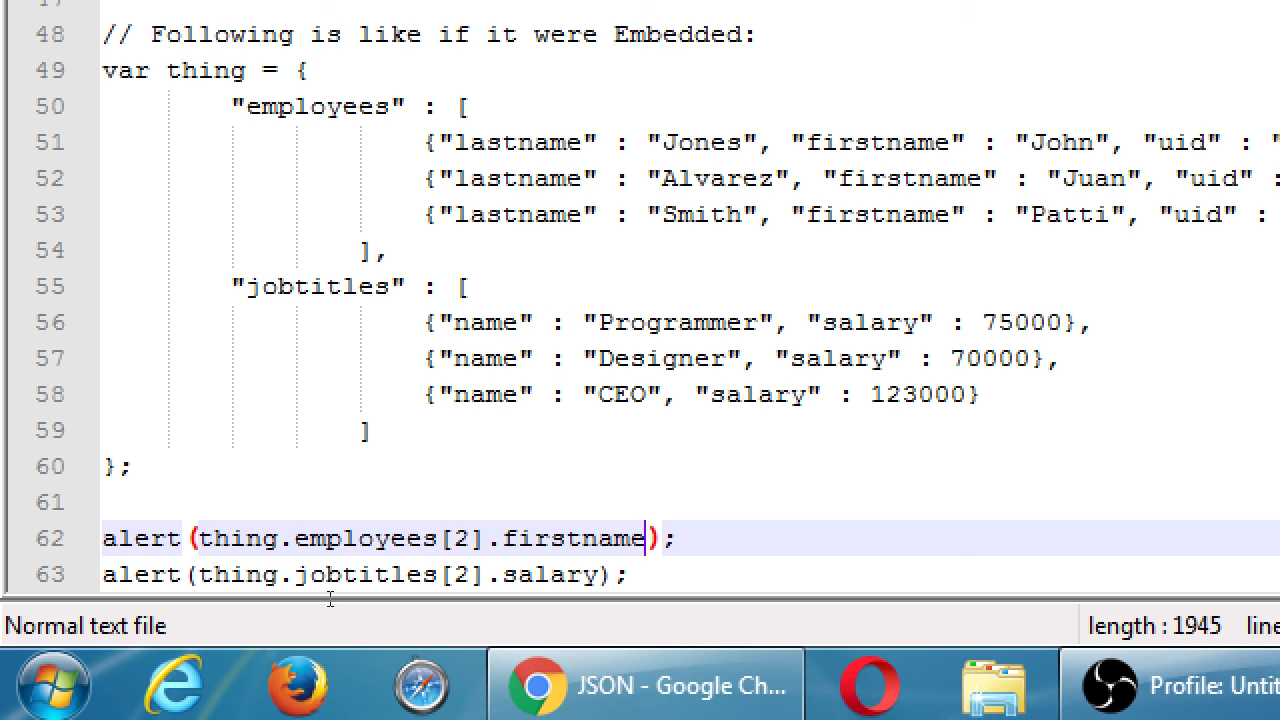 47
48 // Following is like if it were Embedded:
49 var thing = {
50 "employees" : [
51 {"lastname" : "Jones", "firstname" : "John", "uid" : "
52 {"lastname" : "Alvarez", "firstname" : "Juan", "uid" :
53 {"lastname" : "Smith", "firstname" : "Patti", "uid" :
54 ],
55 "jobtitles" : [
56 {"name" : "Programmer", "salary" : 75000},
57 {"name" : "Designer", "salary" : 70000},
58 {"name" : "CEO", "salary" : 123000}
59 ]
60 };
61
62 alert(thing.employees[2].firstname);
63 alert(thing.jobtitles[2].salary);
Normal text file length : 1945 line
JSON - Google Ch... Profile: Untit